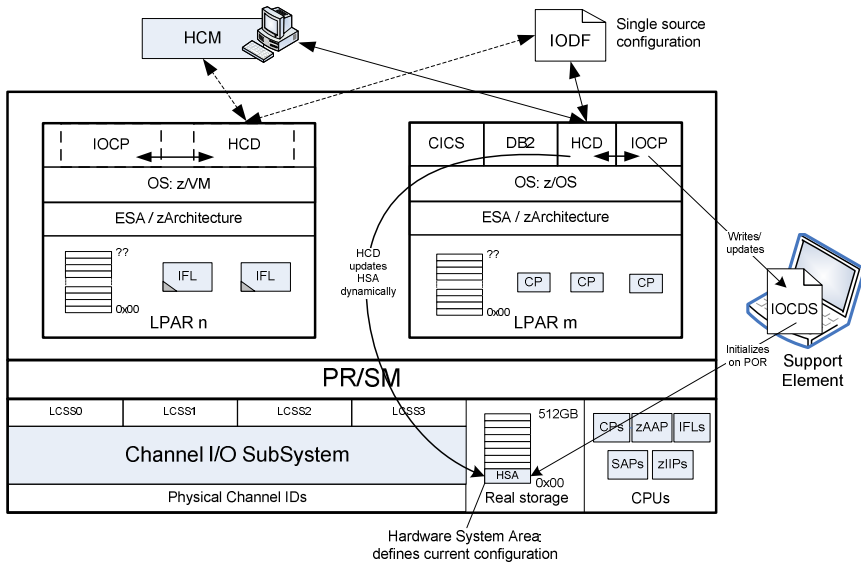 HCM
IODF
Single source
configuration
IOCP
HCD
OS: z/VM
ESA / zArchitecture
??
0x00
IFL
IFL
LPAR n
CICS
DB2
HCD
IOCP
OS: z/OS
ESA / zArchitecture
??
0x00
CP
CP
CP
LPAR m
HCD
updates
HSA
dynamically
Writes/
updates
IOCDS
Initializes
on POR
Support
Element
PR/SM
LCSS0
LCSS1
LCSS2
LCSS3
Channel I/O SubSystem
Physical Channel IDs
512GB
HSA
0x00
Real storage
CPs
zAAP
IFLs
SAPs
zIIPs
CPUs
Hardware System Area:
defines current configuration